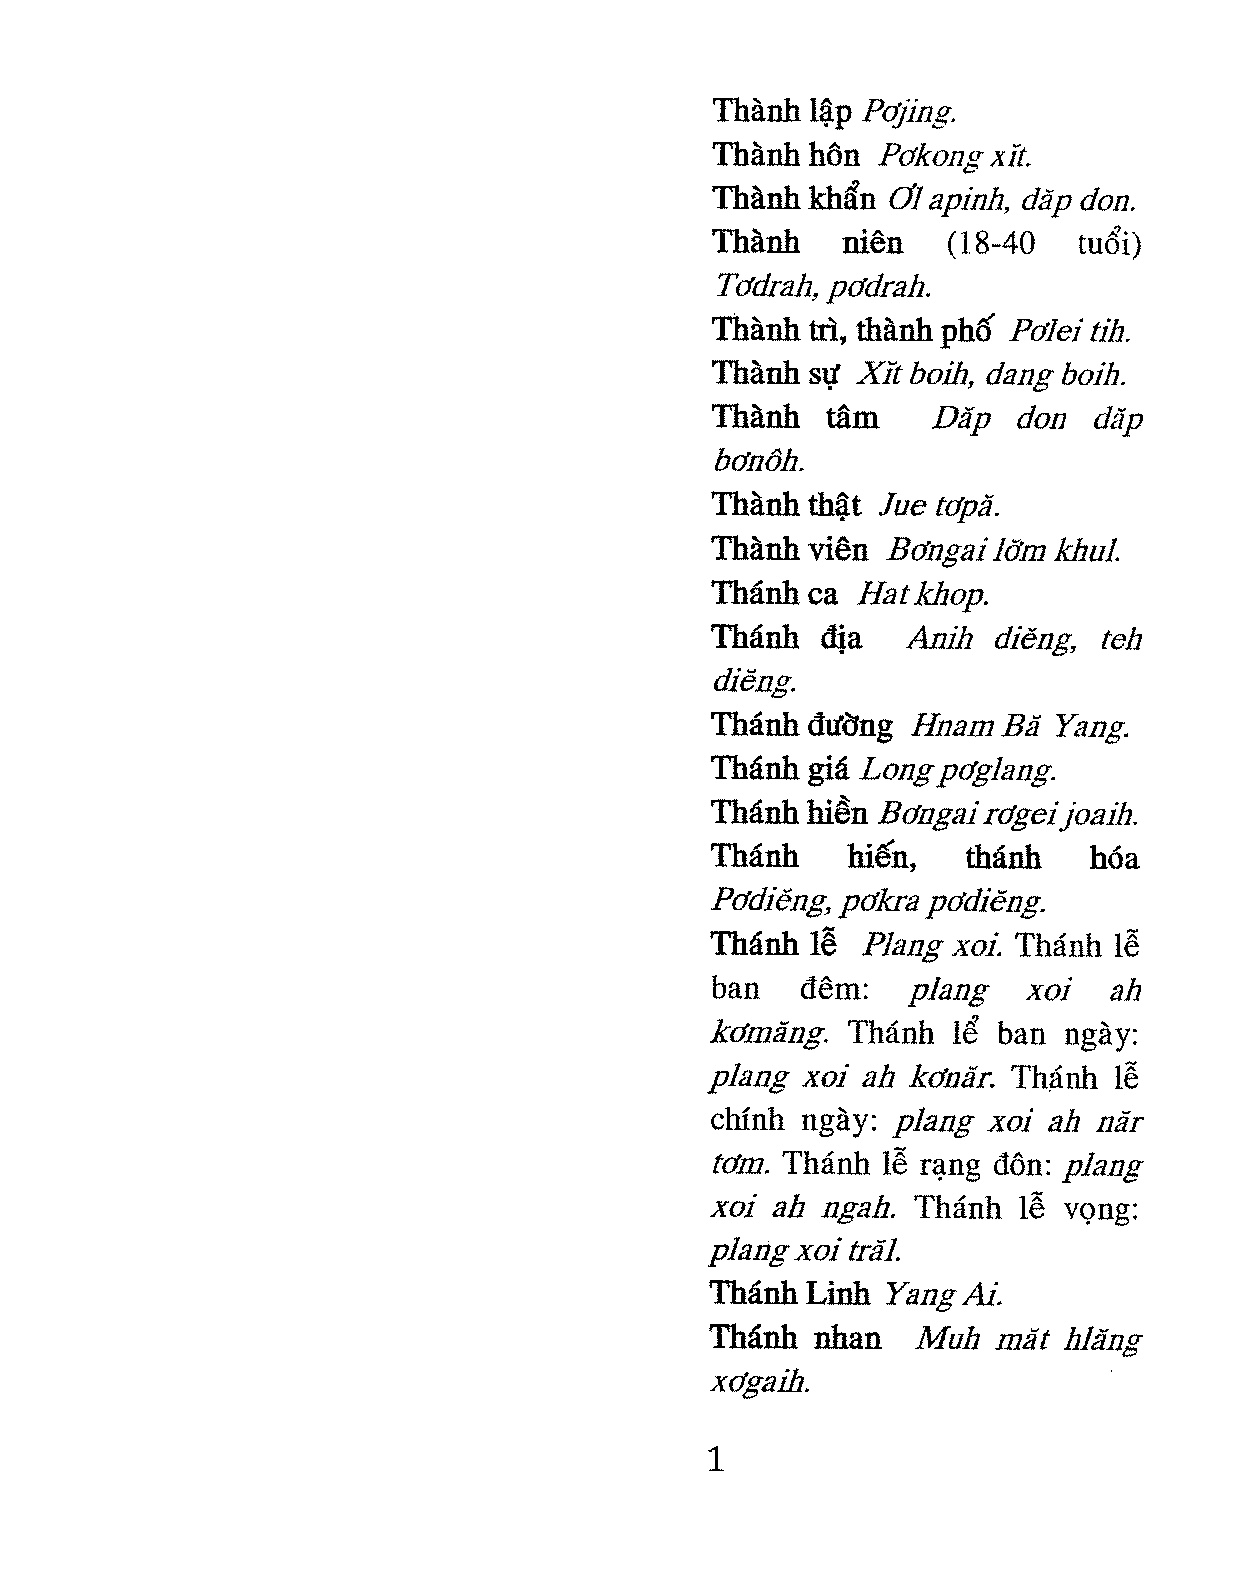 Thành lập Pơjing.
Thành hôn Pơkong xĭt.
Thành khẩn Ơl apinh, dăp don.
Thành niên (18-40 tuổi)
Tơdrah, pơdrah.
Thành trì, thành phố Pơlei tih.
Thành sự Xĭt boih, dang boih.
Thành tâm Dăp don dăp
bơnôh.
Thành thật Jue tơpă.
Thành viên Bơngai lơ̆m khul.
Thánh ca Hat khop.
Thánh địa Anih diĕng, teh
diĕng.
Thánh đường Hnam Bă Yang.
Thánh giá Long pơglang.
Thánh hiền Bơngai rơgei joaih.
Thánh hiến, thánh hóa
Pơdiĕng, pơkra pơdiĕng.
Thánh lễ Plang xoi. Thánh lễ
ban đêm: plang xoi ah
kơmăng. Thánh lể ban ngày:
plang xoi ah kơnăr. Thánh lễ
chính ngày: plang xoi ah năr
tơm. Thánh lễ rạng đôn: plang
xoi ah ngah. Thánh lễ vọng:
plang xoi trăl.
Thánh Linh Yang Ai.
Thánh nhan Muh măt hlăng
xơgaih.
1